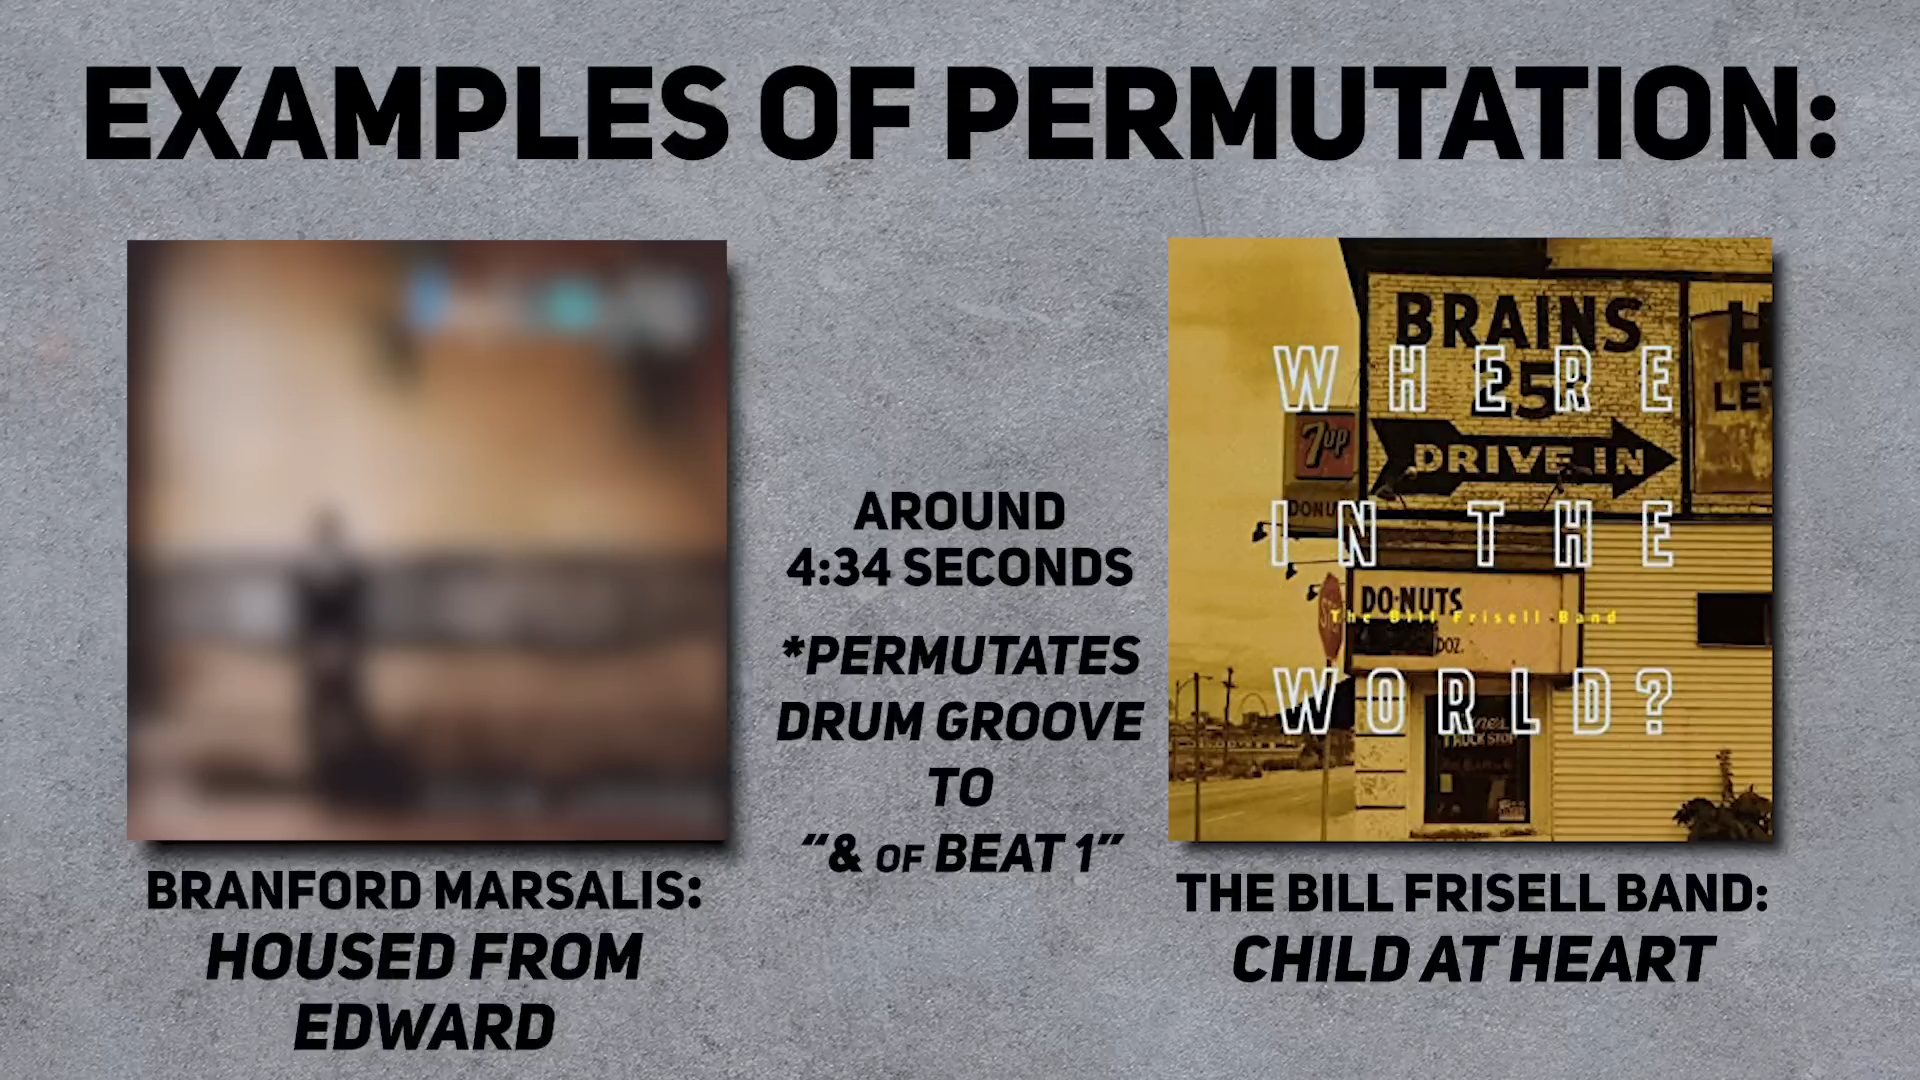 EXAMPLES OF PERMUTATION:
BRANFORD MARSALIS:
HOUSED FROM
EDWARD
AROUND
4:34 SECONDS
*PERMUTATES
DRUM GROOVE
TO
“& OF BEAT 1”
BRAINS
25¢
DRIVE IN
7up
LE
WHERE
IN THE
WORLD?
DO-NUTS
The Bill Frisell Band
DOZ.
TRUCK STOP
THE BILL FRISELL BAND:
CHILD AT HEART